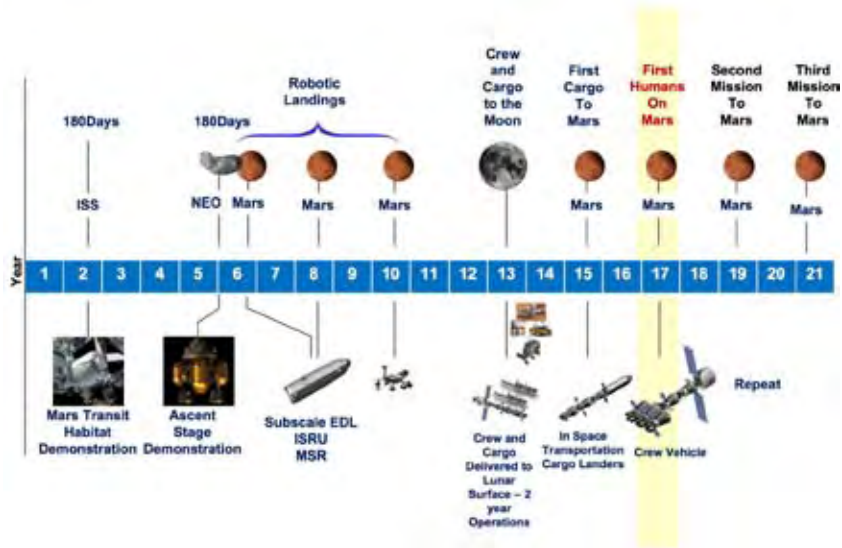 Crew
and
Cargo
to the
Moon
First
Cargo
To
Mars
First
Humans
On
Mars
Second
Mission
To
Mars
Third
Mission
To
Mars
Robotic
Landings
180Days
180Days
ISS
NEO
Mars
Mars
Mars
Mars
Mars
Mars
Mars
Year
1 2 3 4 5 6 7 8 9 10 11 12 13 14 15 16 17 18 19 20 21
Mars Transit
Habitat
Demonstration
Ascent
Stage
Demonstration
Subscale EDL
ISRU
MSR
Crew and
Cargo
Delivered to
Lunar
Surface – 2
year
Operations
In Space
Transportation
Cargo Landers
Crew Vehicle
Repeat